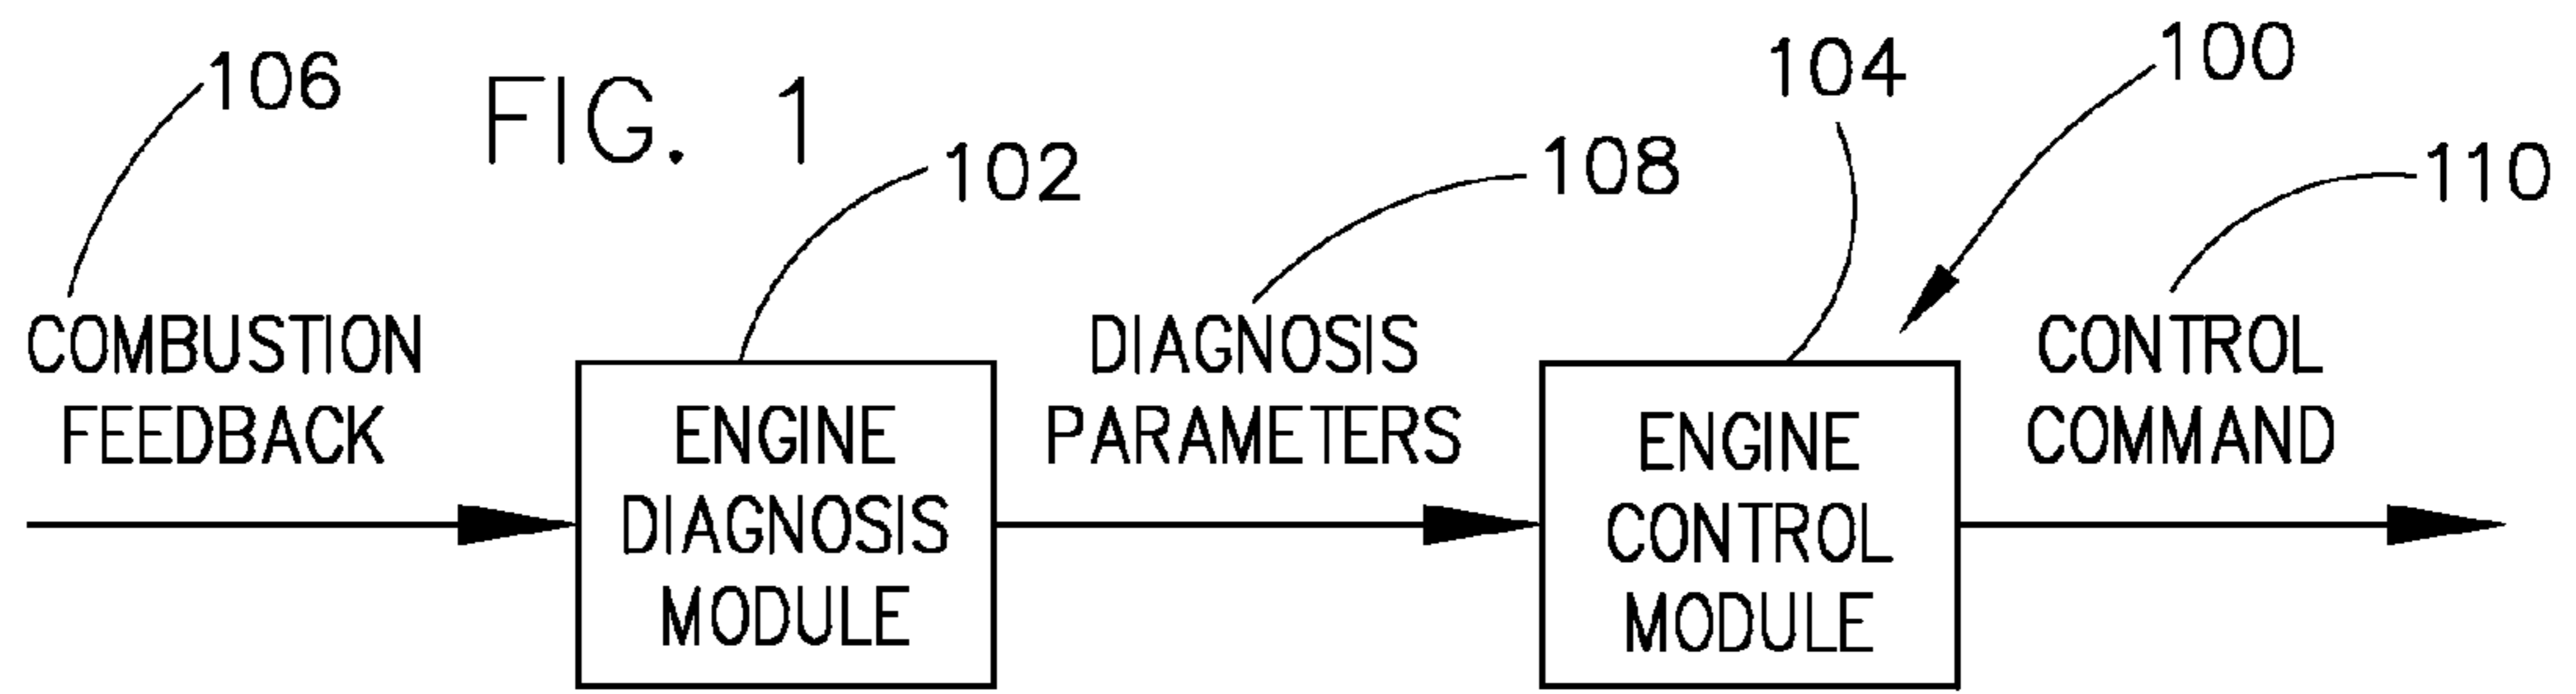 106
FIG. 1
102
108
104
100
110
COMBUSTION
FEEDBACK
ENGINE
DIAGNOSIS
MODULE
DIAGNOSIS
PARAMETERS
ENGINE
CONTROL
MODULE
CONTROL
COMMAND